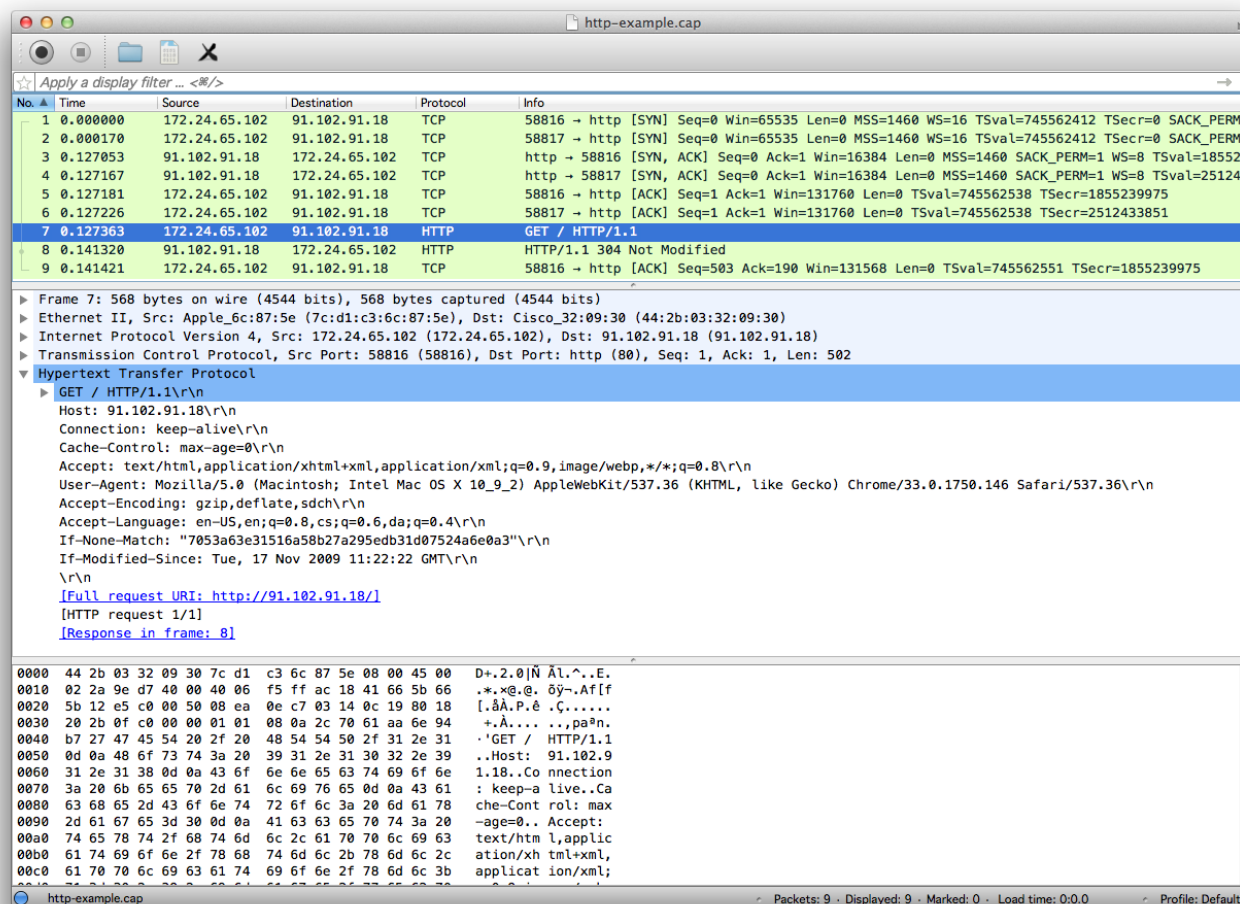 http-example.cap
Apply a display filter ... <⌘/>
No. Time Source Destination Protocol Info
1 0.000000 172.24.65.102 91.102.91.18 TCP 58816 → http [SYN] Seq=0 Win=65535 Len=0 MSS=1460 WS=16 TSval=745562412 TSecr=0 SACK_PERM
2 0.000170 172.24.65.102 91.102.91.18 TCP 58817 → http [SYN] Seq=0 Win=65535 Len=0 MSS=1460 WS=16 TSval=745562412 TSecr=0 SACK_PERM
3 0.127053 91.102.91.18 172.24.65.102 TCP http → 58816 [SYN, ACK] Seq=0 Ack=1 Win=16384 Len=0 MSS=1460 SACK_PERM=1 WS=8 TSval=18552
4 0.127167 91.102.91.18 172.24.65.102 TCP http → 58817 [SYN, ACK] Seq=0 Ack=1 Win=16384 Len=0 MSS=1460 SACK_PERM=1 WS=8 TSval=25124
5 0.127181 172.24.65.102 91.102.91.18 TCP 58816 → http [ACK] Seq=1 Ack=1 Win=131760 Len=0 TSval=745562538 TSecr=1855239975
6 0.127226 172.24.65.102 91.102.91.18 TCP 58817 → http [ACK] Seq=1 Ack=1 Win=131760 Len=0 TSval=745562538 TSecr=2512433851
7 0.127363 172.24.65.102 91.102.91.18 HTTP GET / HTTP/1.1
8 0.141320 91.102.91.18 172.24.65.102 HTTP HTTP/1.1 304 Not Modified
9 0.141421 172.24.65.102 91.102.91.18 TCP 58816 → http [ACK] Seq=503 Ack=190 Win=131568 Len=0 TSval=745562551 TSecr=1855239975
Frame 7: 568 bytes on wire (4544 bits), 568 bytes captured (4544 bits)
Ethernet II, Src: Apple_6c:87:5e (7c:d1:c3:6c:87:5e), Dst: Cisco_32:09:30 (44:2b:03:32:09:30)
Internet Protocol Version 4, Src: 172.24.65.102 (172.24.65.102), Dst: 91.102.91.18 (91.102.91.18)
Transmission Control Protocol, Src Port: 58816 (58816), Dst Port: http (80), Seq: 1, Ack: 1, Len: 502
Hypertext Transfer Protocol
GET / HTTP/1.1\r\n
Host: 91.102.91.18\r\n
Connection: keep-alive\r\n
Cache-Control: max-age=0\r\n
Accept: text/html,application/xhtml+xml,application/xml;q=0.9,image/webp,*/*;q=0.8\r\n
User-Agent: Mozilla/5.0 (Macintosh; Intel Mac OS X 10_9_2) AppleWebKit/537.36 (KHTML, like Gecko) Chrome/33.0.1750.146 Safari/537.36\r\n
Accept-Encoding: gzip,deflate,sdch\r\n
Accept-Language: en-US,en;q=0.8,cs;q=0.6,da;q=0.4\r\n
If-None-Match: "7053a63e31516a58b27a295edb31d07524a6e0a3"\r\n
If-Modified-Since: Tue, 17 Nov 2009 11:22:22 GMT\r\n
\r\n
[Full request URI: http://91.102.91.18/]
[HTTP request 1/1]
[Response in frame: 8]
0000 44 2b 03 32 09 30 7c d1 c3 6c 87 5e 08 00 45 00 D+.2.0|Ñ Ãl.^..E.
0010 02 2a 9e d7 40 00 40 06 f5 ff ac 18 41 66 5b 66 .*.×@.@. õÿ¬.Af[f
0020 5b 12 e5 c0 00 50 08 ea 0e c7 03 14 0c 19 80 18 [.åÀ.P.ê .Ç......
0030 20 2b 0f c0 00 00 01 01 08 0a 2c 70 61 aa 6e 94 +.À.... ..,paªn.
0040 b7 27 47 45 54 20 2f 20 48 54 54 50 2f 31 2e 31 ·'GET / HTTP/1.1
0050 0d 0a 48 6f 73 74 3a 20 39 31 2e 31 30 32 2e 39 ..Host: 91.102.9
0060 31 2e 31 38 0d 0a 43 6f 6e 6e 65 63 74 69 6f 6e 1.18..Co nnection
0070 3a 20 6b 65 65 70 2d 61 6c 69 76 65 0d 0a 43 61 : keep-a live..Ca
0080 63 68 65 2d 43 6f 6e 74 72 6f 6c 3a 20 6d 61 78 che-Cont rol: max
0090 2d 61 67 65 3d 30 0d 0a 41 63 63 65 70 74 3a 20 -age=0.. Accept:
00a0 74 65 78 74 2f 68 74 6d 6c 2c 61 70 70 6c 69 63 text/htm l,applic
00b0 61 74 69 6f 6e 2f 78 68 74 6d 6c 2b 78 6d 6c 2c ation/xh tml+xml,
00c0 61 70 70 6c 69 63 61 74 69 6f 6e 2f 78 6d 6c 3b applicat ion/xml;
http-example.cap Packets: 9 · Displayed: 9 · Marked: 0 · Load time: 0:0.0 Profile: Default